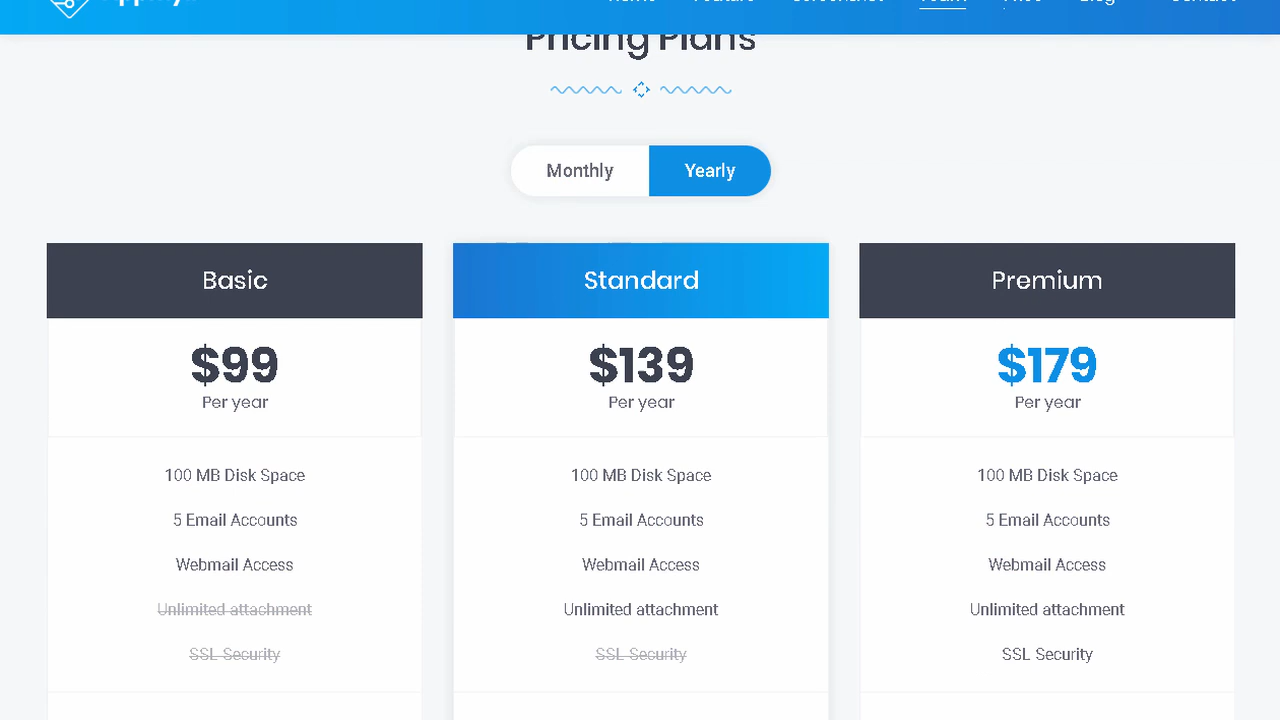 Pricing Plans
Monthly
Yearly
Basic
$99
Per year
100 MB Disk Space
5 Email Accounts
Webmail Access
Unlimited attachment
SSL Security
Standard
$139
Per year
100 MB Disk Space
5 Email Accounts
Webmail Access
Unlimited attachment
SSL Security
Premium
$179
Per year
100 MB Disk Space
5 Email Accounts
Webmail Access
Unlimited attachment
SSL Security